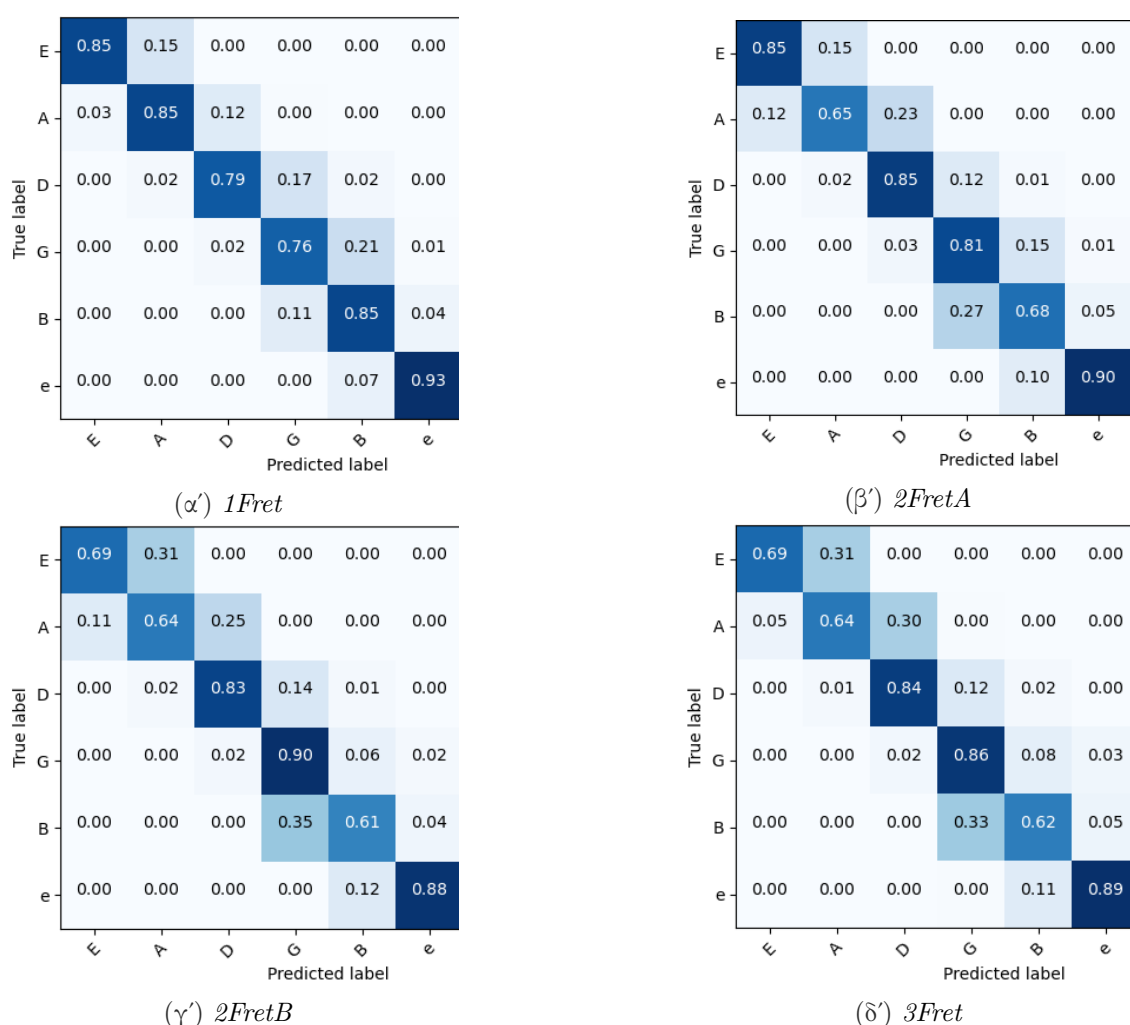 True label
E 0.85 0.15 0.00 0.00 0.00 0.00
A 0.03 0.85 0.12 0.00 0.00 0.00
D 0.00 0.02 0.79 0.17 0.02 0.00
G 0.00 0.00 0.02 0.76 0.21 0.01
B 0.00 0.00 0.00 0.11 0.85 0.04
e 0.00 0.00 0.00 0.00 0.07 0.93
E A D G B e
Predicted label
(α΄) 1Fret
True label
E 0.85 0.15 0.00 0.00 0.00 0.00
A 0.12 0.65 0.23 0.00 0.00 0.00
D 0.00 0.02 0.85 0.12 0.01 0.00
G 0.00 0.00 0.03 0.81 0.15 0.01
B 0.00 0.00 0.00 0.27 0.68 0.05
e 0.00 0.00 0.00 0.00 0.10 0.90
E A D G B e
Predicted label
(β΄) 2FretA
True label
E 0.69 0.31 0.00 0.00 0.00 0.00
A 0.11 0.64 0.25 0.00 0.00 0.00
D 0.00 0.02 0.83 0.14 0.01 0.00
G 0.00 0.00 0.02 0.90 0.06 0.02
B 0.00 0.00 0.00 0.35 0.61 0.04
e 0.00 0.00 0.00 0.00 0.12 0.88
E A D G B e
Predicted label
(γ΄) 2FretB
True label
E 0.69 0.31 0.00 0.00 0.00 0.00
A 0.05 0.64 0.30 0.00 0.00 0.00
D 0.00 0.01 0.84 0.12 0.02 0.00
G 0.00 0.00 0.02 0.86 0.08 0.03
B 0.00 0.00 0.00 0.33 0.62 0.05
e 0.00 0.00 0.00 0.00 0.11 0.89
E A D G B e
Predicted label
(δ΄) 3Fret